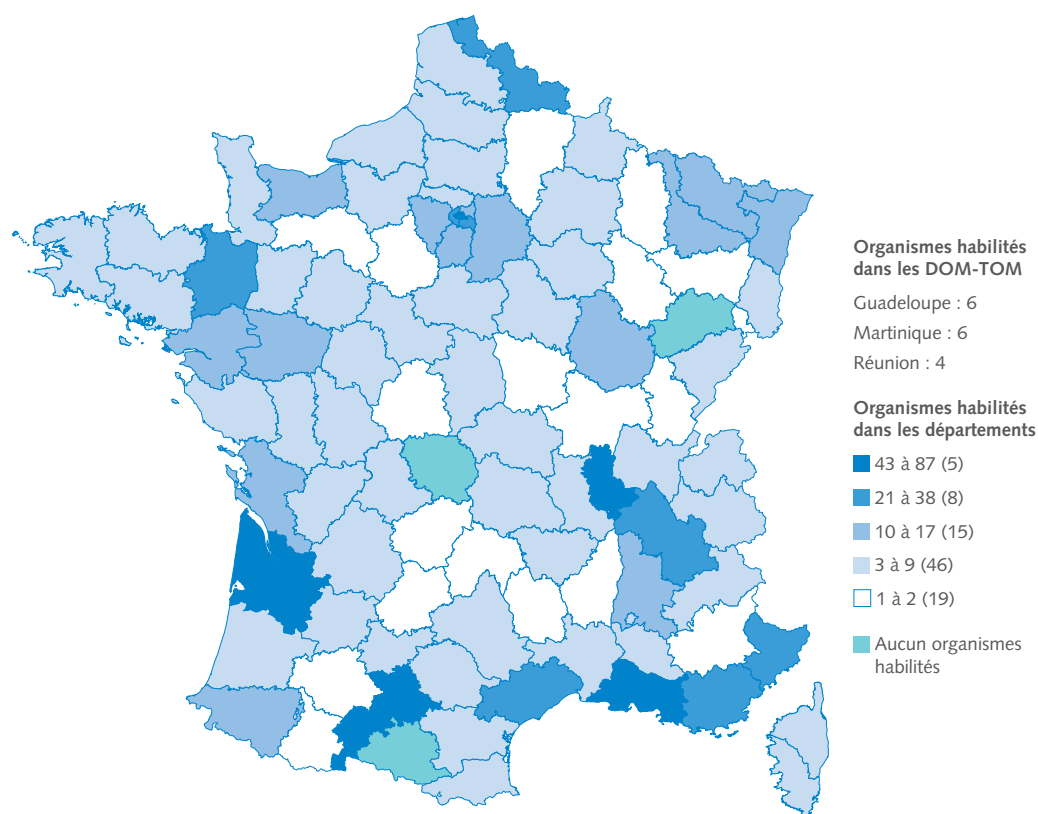 Organismes habilités
dans les DOM-TOM
Guadeloupe : 6
Martinique : 6
Réunion : 4
Organismes habilités
dans les départements
43 à 87 (5)
21 à 38 (8)
10 à 17 (15)
3 à 9 (46)
1 à 2 (19)
Aucun organismes
habilités